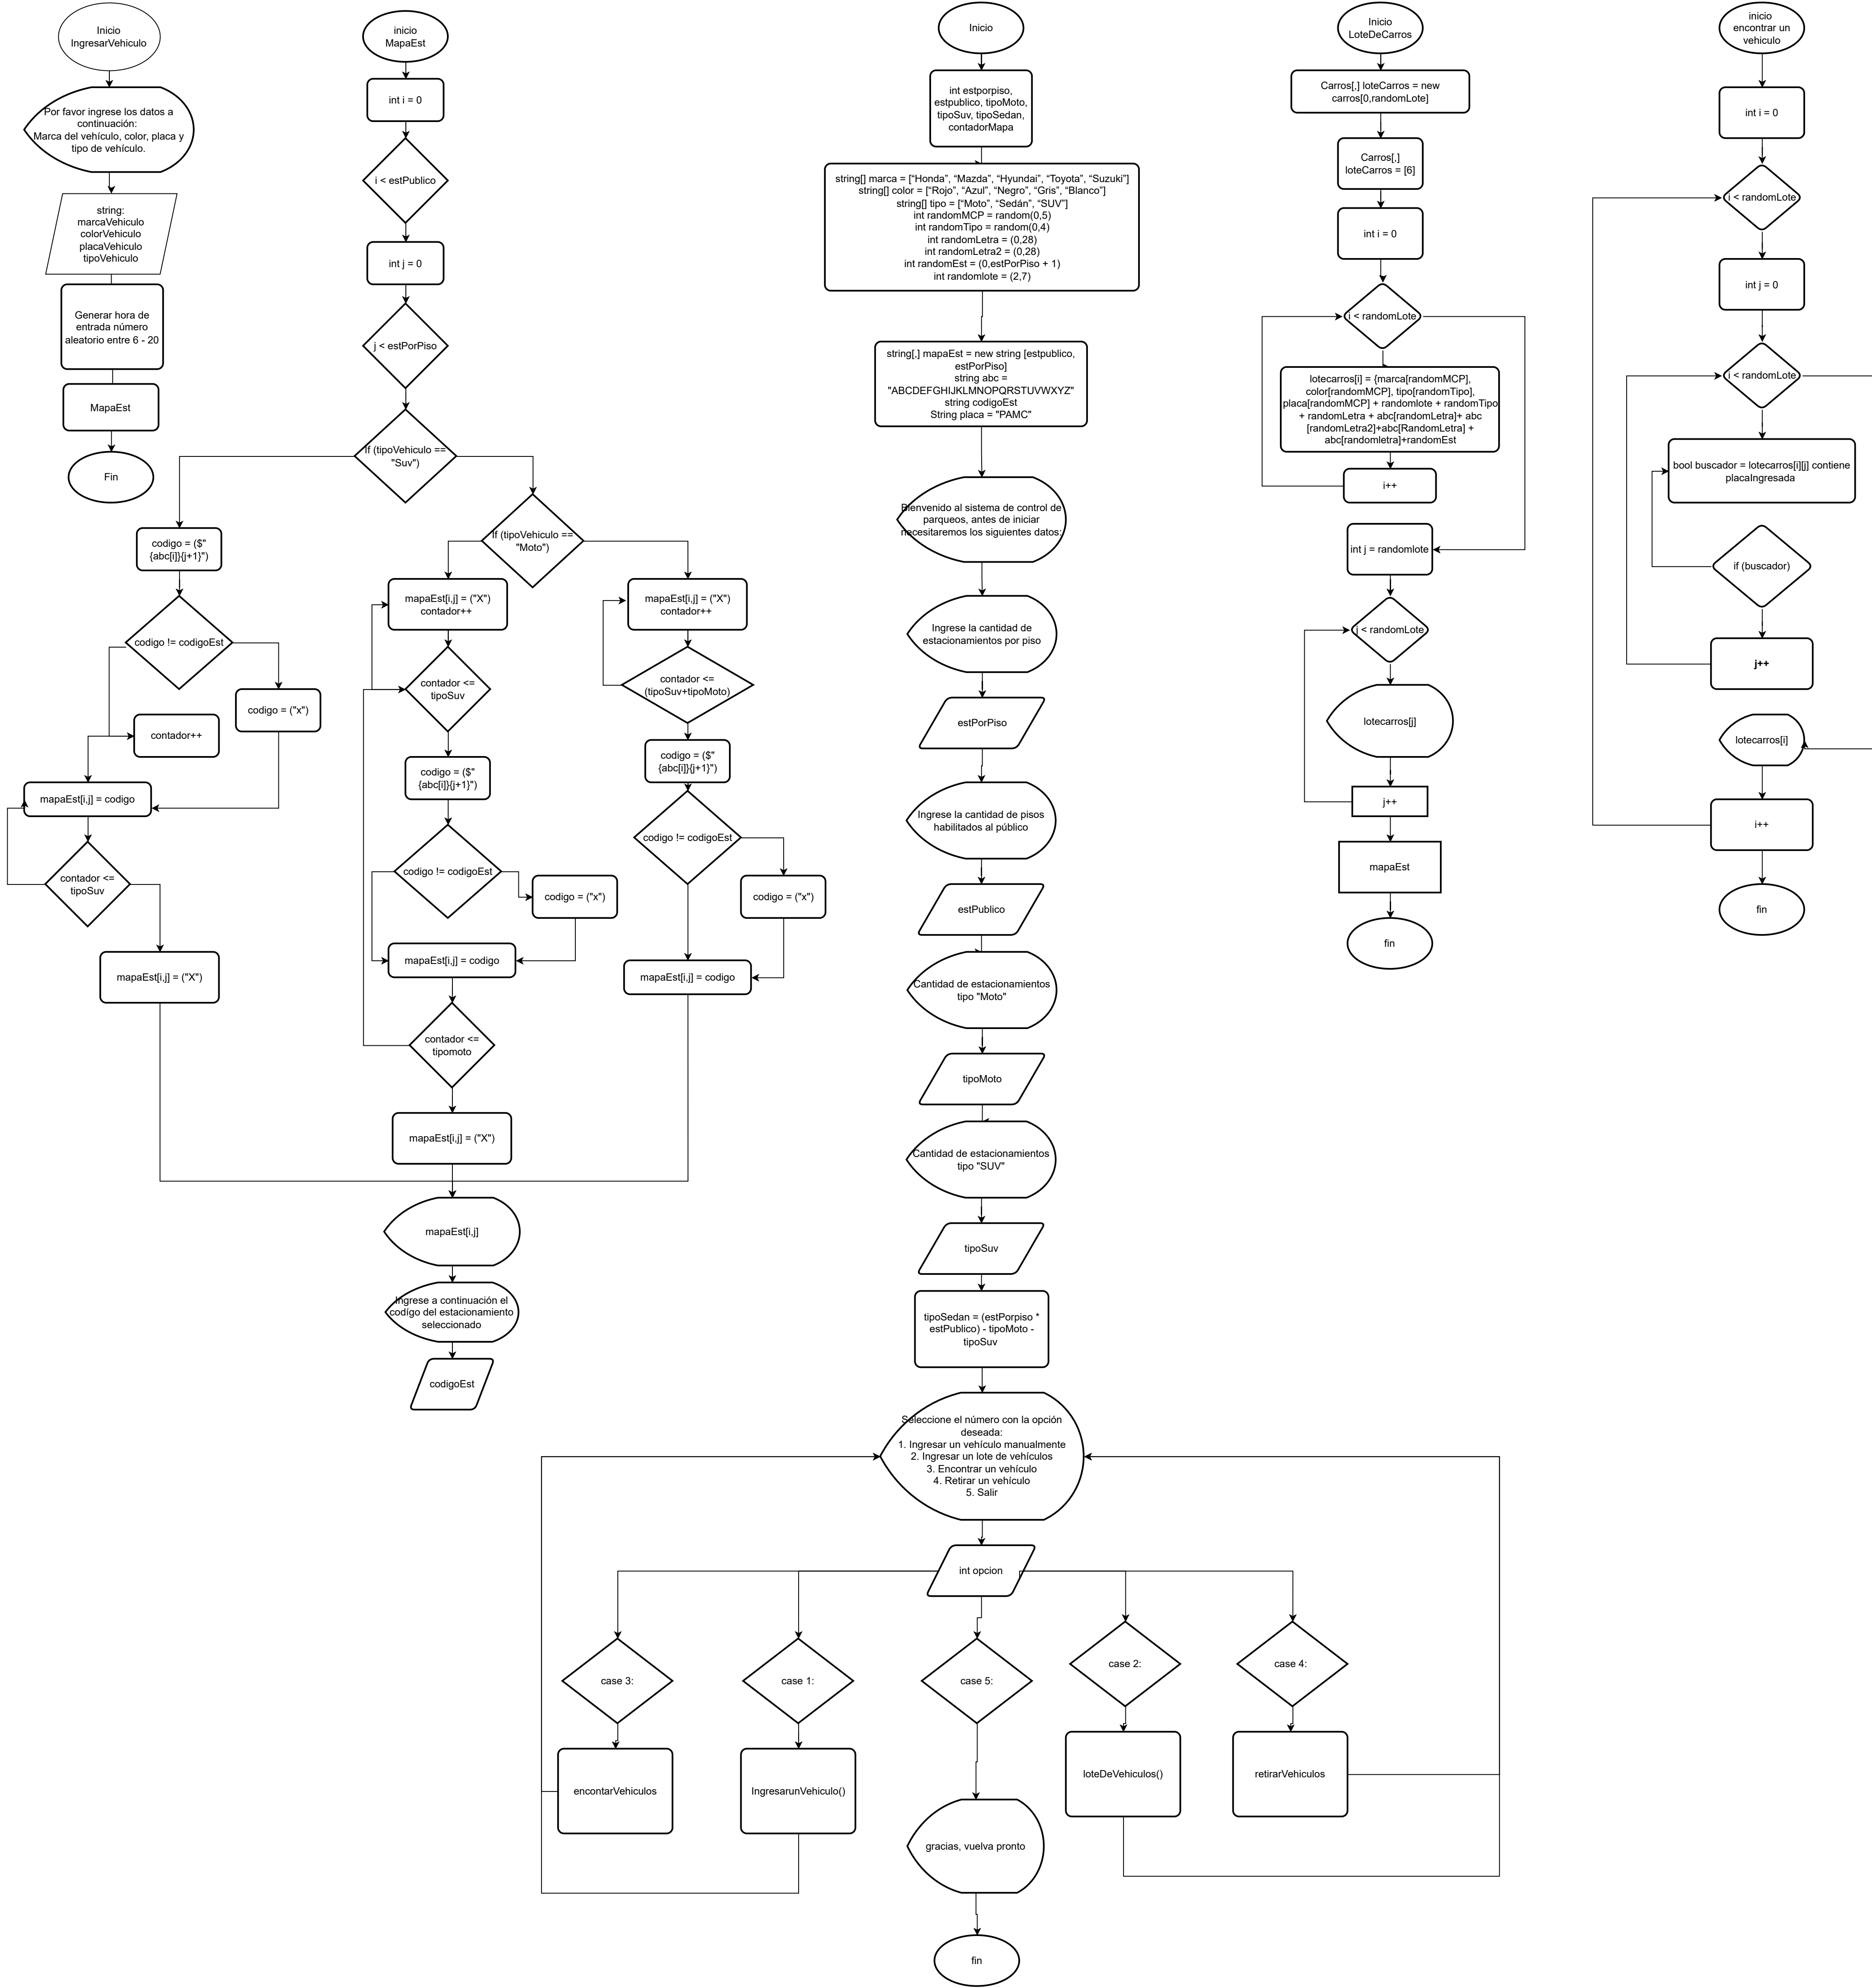 Inicio
IngresarVehiculo
Por favor ingrese los datos a
continuación:
Marca del vehículo, color, placa y
tipo de vehículo.
string:
marcaVehiculo
colorVehiculo
placaVehiculo
tipoVehiculo
Generar hora de
entrada número
aleatorio entre 6 - 20
MapaEst
Fin
inicio
MapaEst
int i = 0
i < estPublico
int j = 0
j < estPorPiso
If (tipoVehiculo ==
"Suv")
codigo = ($"
{abc[i]}{j+1}")
codigo != codigoEst
codigo = ("x")
contador++
mapaEst[i,j] = codigo
contador <=
tipoSuv
mapaEst[i,j] = ("X")
If (tipoVehiculo ==
"Moto")
mapaEst[i,j] = ("X")
contador++
contador <=
tipoSuv
codigo = ($"
{abc[i]}{j+1}")
codigo != codigoEst
codigo = ("x")
mapaEst[i,j] = codigo
contador <=
tipomoto
mapaEst[i,j] = ("X")
mapaEst[i,j] = ("X")
contador++
contador <=
(tipoSuv+tipoMoto)
codigo = ($"
{abc[i]}{j+1}")
codigo != codigoEst
codigo = ("x")
mapaEst[i,j] = codigo
mapaEst[i,j]
Ingrese a continuación el
codígo del estacionamiento
seleccionado
codigoEst
Inicio
int estporpiso,
estpublico, tipoMoto,
tipoSuv, tipoSedan,
contadorMapa
string[] marca = [“Honda”, “Mazda”, “Hyundai”, “Toyota”, “Suzuki”]
string[] color = [“Rojo”, “Azul”, “Negro”, “Gris”, “Blanco”]
string[] tipo = [“Moto”, “Sedán”, “SUV”]
int randomMCP = random(0,5)
int randomTipo = random(0,4)
int randomLetra = (0,28)
int randomLetra2 = (0,28)
int randomEst = (0,estPorPiso + 1)
int randomlote = (2,7)
string[,] mapaEst = new string [estpublico,
estPorPiso]
string abc =
"ABCDEFGHIJKLMNOPQRSTUVWXYZ"
string codigoEst
String placa = "PAMC"
Bienvenido al sistema de control de
parqueos, antes de iniciar
necesitaremos los siguientes datos:
Ingrese la cantidad de
estacionamientos por piso
estPorPiso
Ingrese la cantidad de pisos
habilitados al público
estPublico
Cantidad de estacionamientos
tipo "Moto"
tipoMoto
Cantidad de estacionamientos
tipo "SUV"
tipoSuv
tipoSedan = (estPorpiso *
estPublico) - tipoMoto -
tipoSuv
Seleccione el número con la opción
deseada:
1. Ingresar un vehículo manualmente
2. Ingresar un lote de vehículos
3. Encontrar un vehículo
4. Retirar un vehículo
5. Salir
int opcion
case 3:
case 1:
case 5:
case 2:
case 4:
encontarVehiculos
IngresarunVehiculo()
loteDeVehiculos()
retirarVehiculos
gracias, vuelva pronto
fin
Inicio
LoteDeCarros
Carros[,] loteCarros = new
carros[0,randomLote]
Carros[,]
loteCarros = [6]
int i = 0
i < randomLote
lotecarros[i] = {marca[randomMCP],
color[randomMCP], tipo[randomTipo],
placa[randomMCP] + randomlote + randomTipo
+ randomLetra + abc[randomLetra]+ abc
[randomLetra2]+abc[RandomLetra] +
abc[randomletra]+randomEst
i++
int j = randomlote
j < randomLote
lotecarros[j]
j++
mapaEst
fin
inicio
encontrar un
vehiculo
int i = 0
i < randomLote
int j = 0
i < randomLote
bool buscador = lotecarros[i][j] contiene
placaIngresada
if (buscador)
j++
lotecarros[i]
i++
fin